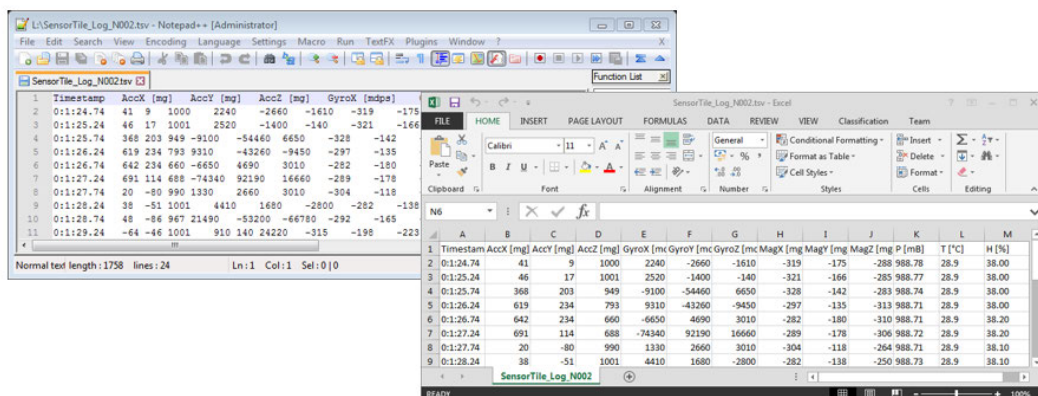 L:\SensorTile_Log_N002.tsv - Notepad++ [Administrator]
File Edit Search View Encoding Language Settings Macro Run TextFX Plugins Window ?
X
SensorTile_Log_N002.tsv
Function List
1 Timestamp AccX [mg] AccY [mg] AccZ [mg] GyroX [mdps]
2 0:1:24.74 41 9 1000 2240 -2660 -1610 -319 -175
3 0:1:25.24 46 17 1001 2520 -1400 -140 -321 -166
4 0:1:25.74 368 203 949 -9100 -54460 6650 -328 -142
5 0:1:26.24 619 234 793 9310 -43260 -9450 -297 -135
6 0:1:26.74 642 234 660 -6650 4690 3010 -282 -180
7 0:1:27.24 691 114 688 -74340 92190 16660 -289 -178
8 0:1:27.74 20 -80 990 1330 2660 3010 -304 -118
9 0:1:28.24 38 -51 1001 4410 1680 -2800 -282 -138
10 0:1:28.74 48 -86 967 21490 -53200 -66780 -292 -165
11 0:1:29.24 -64 -46 1001 910 140 24220 -315 -198 -223
Normal text length : 1758 lines : 24 Ln : 1 Col : 1 Sel : 0 | 0
SensorTile_Log_N002.tsv - Excel
FILE HOME INSERT PAGE LAYOUT FORMULAS DATA REVIEW VIEW Classification Team
Calibri 11 A A General Conditional Formatting Insert
Paste B I U A % Format as Table Delete
Cell Styles Format
Clipboard Font Alignment Number Styles Cells Editing
N6 fx
A B C D E F G H I J K L M
1 Timestam AccX [mg] AccY [mg] AccZ [mg] GyroX [mc GyroY [mc GyroZ [mc MagX [mg] MagY [mg] MagZ [mg] P [mB] T [°C] H [%]
2 0:1:24.74 41 9 1000 2240 -2660 -1610 -319 -175 -288 988.78 28.9 38.00
3 0:1:25.24 46 17 1001 2520 -1400 -140 -321 -166 -285 988.77 28.9 38.00
4 0:1:25.74 368 203 949 -9100 -54460 6650 -328 -142 -283 988.74 28.9 38.00
5 0:1:26.24 619 234 793 9310 -43260 -9450 -297 -135 -313 988.71 28.9 38.00
6 0:1:26.74 642 234 660 -6650 4690 3010 -282 -180 -310 988.71 28.9 38.20
7 0:1:27.24 691 114 688 -74340 92190 16660 -289 -178 -306 988.72 28.9 38.20
8 0:1:27.74 20 -80 990 1330 2660 3010 -304 -118 -264 988.71 28.9 38.10
9 0:1:28.24 38 -51 1001 4410 1680 -2800 -282 -138 -250 988.73 28.9 38.10
SensorTile_Log_N002
READY 100%